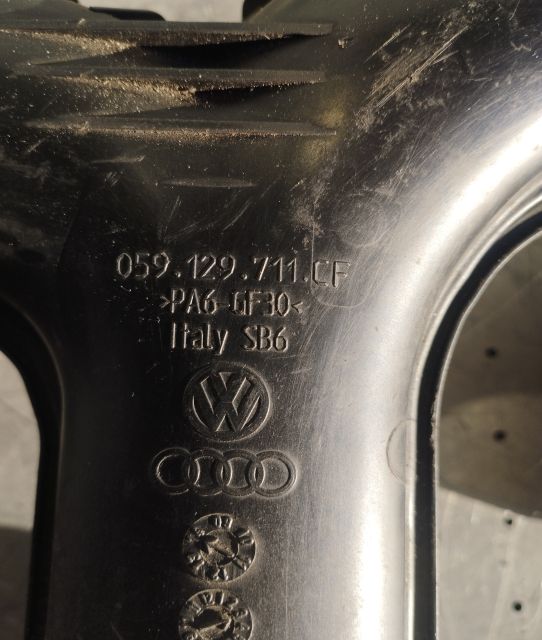 059.129.711.CF
>PA6-GF30<
Italy SB6